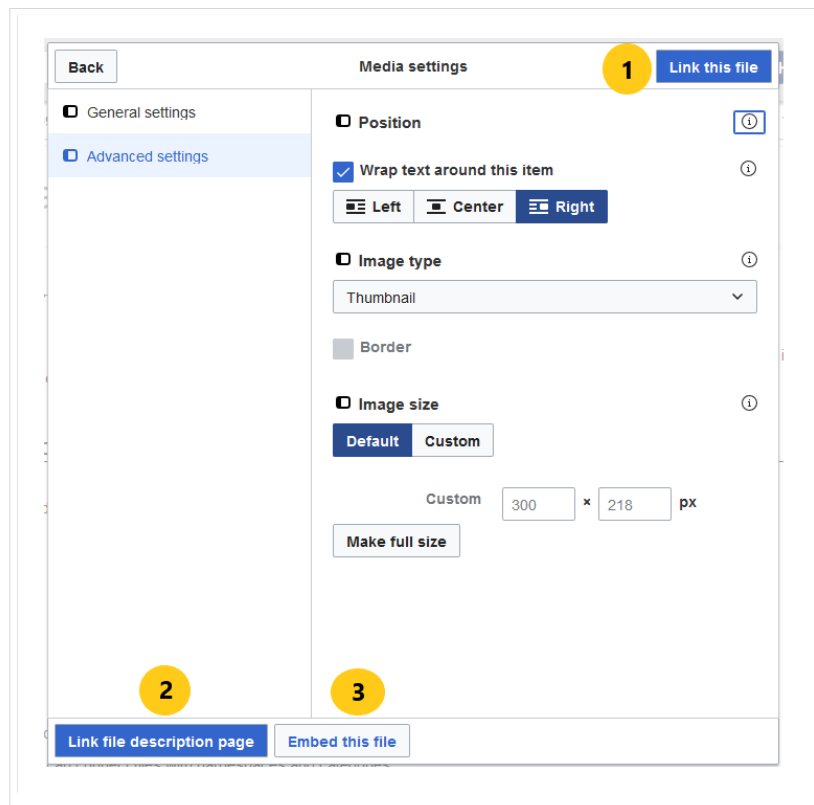 Back
Media settings
1
Link this file
General settings
Advanced settings
Position
Wrap text around this item
Left
Center
Right
Image type
Thumbnail
Border
Image size
Default
Custom
Custom 300 × 218 px
Make full size
2
3
Link file description page
Embed this file